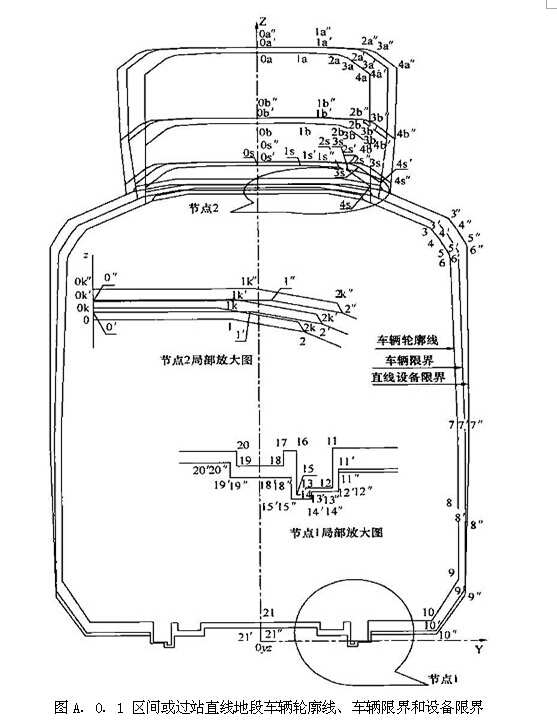 Z
0a″ 1a″ 2a″ 3a″
0a′ 1a′ 2a′ 3a′ 4a″
0a 1a 2a 3a 4a 4a′
0b″ 1b″ 2b″ 3b″
0b′ 1b′ 2b′ 3b′ 4b″
0b 1b 2b 3b 4b 4b′
0s″ 1s 2s 3s
0s 0s′ 1s′ 1s″ 2s′ 2s″ 3s 4s′
3s 4s″
4s
节点2
3″
3 3′ 4″
4 4′ 5″
5 5′ 6″
6 6′
z
0k″ 0″ 1k″ 1″ 2k″
0k′ 1k′ 2″
0k 1k 2k 2k′
0 0′ 1 1′ 2 2′
节点2局部放大图
车辆轮廓线
车辆限界
直线设备限界
7 7′ 7″
20 17 16 11
19 18 15 11′
20′20″ 13 12 11″
19′19″ 18′18″ 14 13′13″ 12′12″
15′15″ 14′14″
节点1局部放大图
8
8′ 8″
9
9′ 9″
21 10
21′ 21″ 10′ 10″
0yz Y
节点1
图A. 0. 1 区间或过站直线地段车辆轮廓线、车辆限界和设备限界